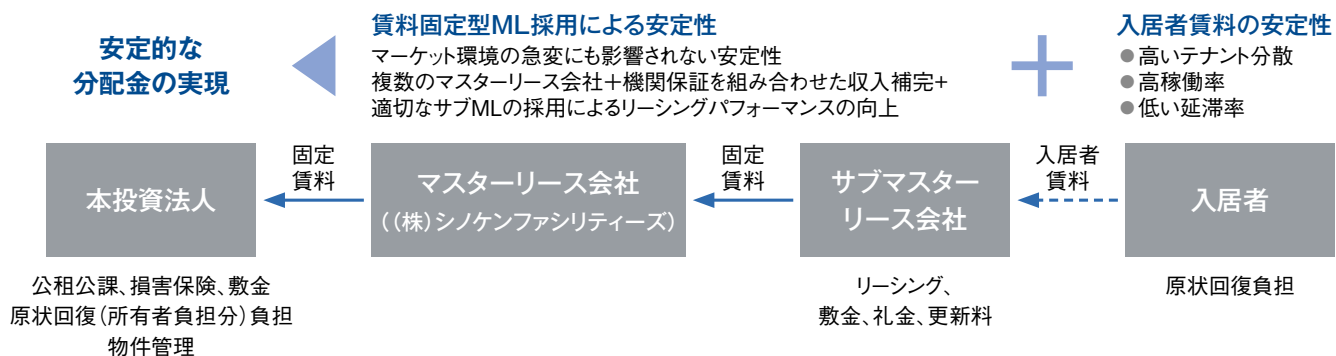 安定的な
分配金の実現
賃料固定型ML採用による安定性
マーケット環境の急変にも影響されない安定性
複数のマスターリース会社＋機関保証を組み合わせた収入補完＋
適切なサブMLの採用によるリーシングパフォーマンスの向上
＋
入居者賃料の安定性
●高いテナント分散
●高稼働率
●低い延滞率
本投資法人
固定
賃料
マスターリース会社
（（株）シノケンファシリティーズ）
固定
賃料
サブマスター
リース会社
入居者
賃料
入居者
公租公課、損害保険、敷金
原状回復（所有者負担分）負担
物件管理
リーシング、
敷金、礼金、更新料
原状回復負担